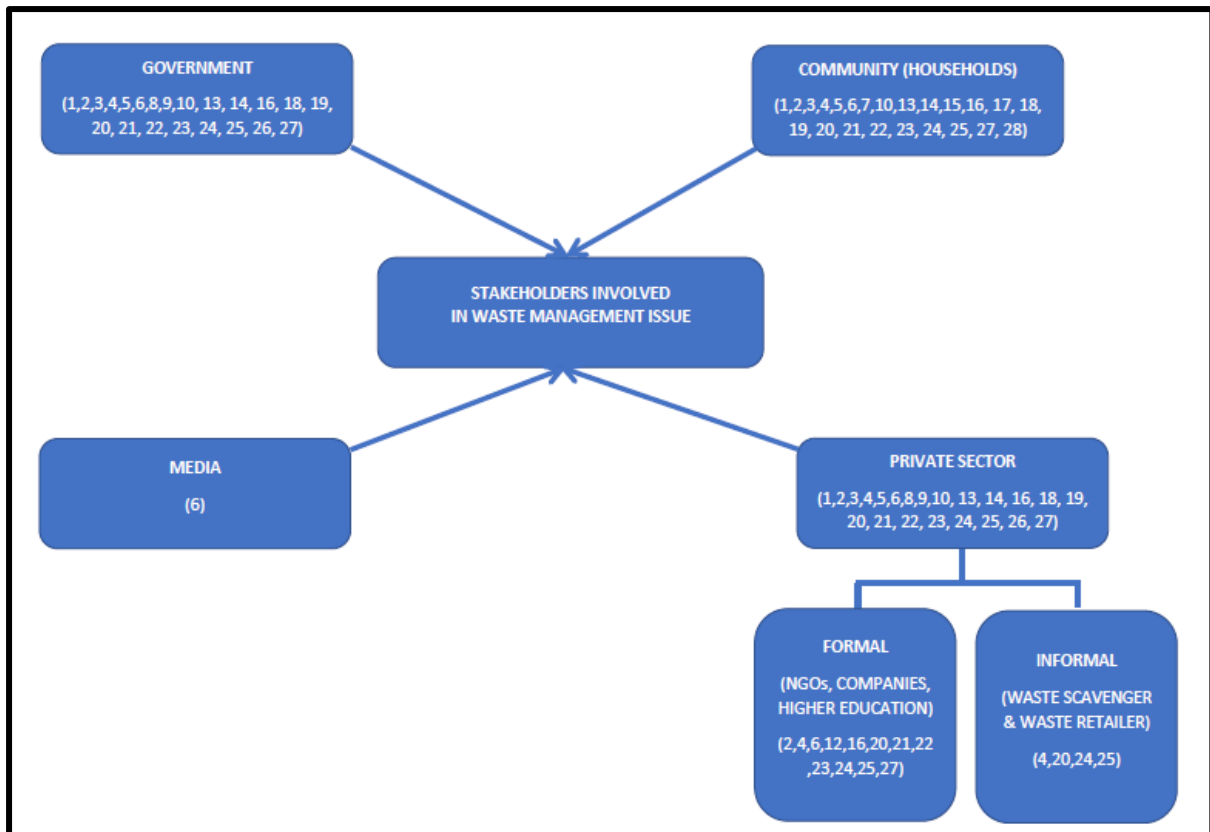 GOVERNMENT
(1,2,3,4,5,6,8,9,10, 13, 14, 16, 18, 19,
20, 21, 22, 23, 24, 25, 26, 27)
COMMUNITY (HOUSEHOLDS)
(1,2,3,4,5,6,7,10,13,14,15,16, 17, 18,
19, 20, 21, 22, 23, 24, 25, 27, 28)
STAKEHOLDERS INVOLVED
IN WASTE MANAGEMENT ISSUE
MEDIA
(6)
PRIVATE SECTOR
(1,2,3,4,5,6,8,9,10, 13, 14, 16, 18, 19,
20, 21, 22, 23, 24, 25, 26, 27)
FORMAL
(NGOs, COMPANIES,
HIGHER EDUCATION)
(2,4,6,12,16,20,21,22
,23,24,25,27)
INFORMAL
(WASTE SCAVENGER
& WASTE RETAILER)
(4,20,24,25)